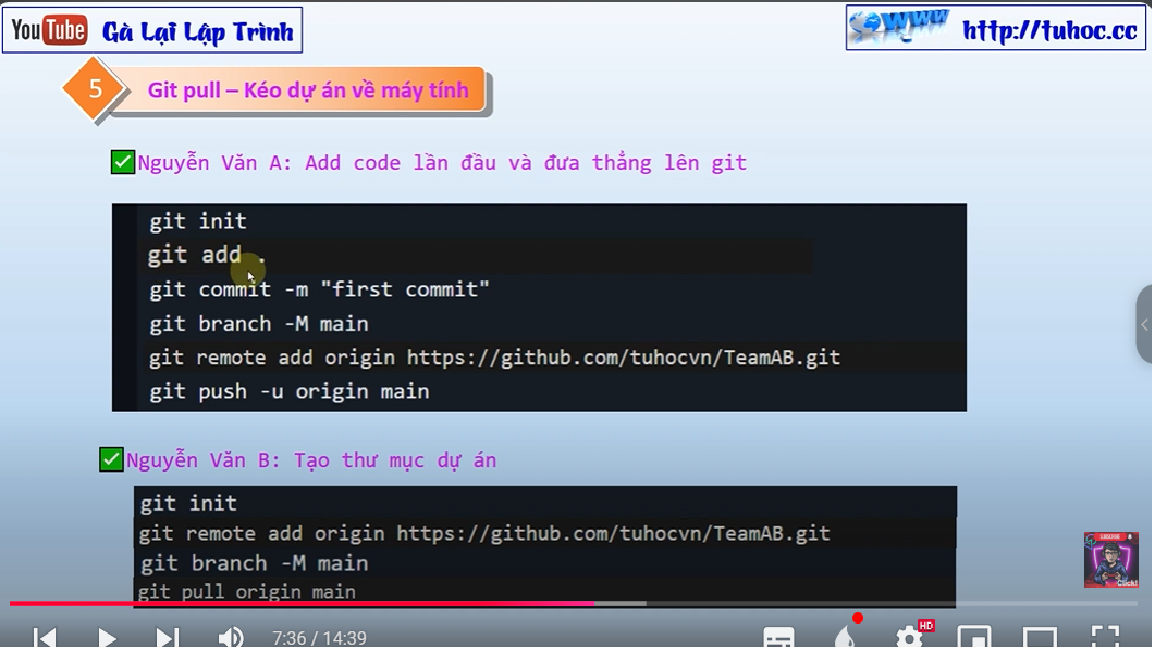 YouTube Gà Lại Lập Trình
WWW http://tuhoc.cc
5 Git pull – Kéo dự án về máy tính
Nguyễn Văn A: Add code lần đầu và đưa thẳng lên git
git init
git add .
git commit -m "first commit"
git branch -M main
git remote add origin https://github.com/tuhocvn/TeamAB.git
git push -u origin main
Nguyễn Văn B: Tạo thư mục dự án
git init
git remote add origin https://github.com/tuhocvn/TeamAB.git
git branch -M main
git pull origin main
7:36 / 14:39
HD